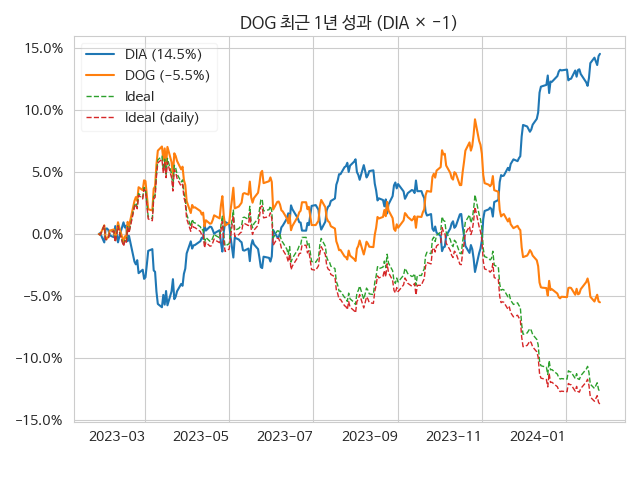 DOG 최근 1년 성과 (DIA × −1)
15.0%
10.0%
5.0%
0.0%
−5.0%
−10.0%
−15.0%
DIA (14.5%)
DOG (−5.5%)
Ideal
Ideal (daily)
2023−03
2023−05
2023−07
2023−09
2023−11
2024−01